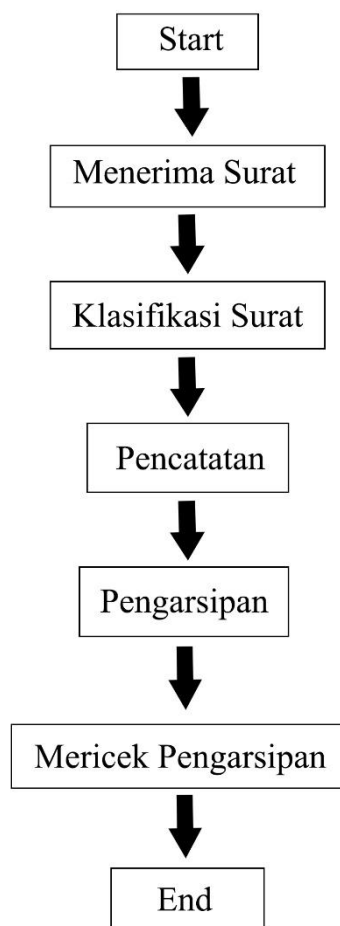 Start
Menerima Surat
Klasifikasi Surat
Pencatatan
Pengarsipan
Mericek Pengarsipan
End